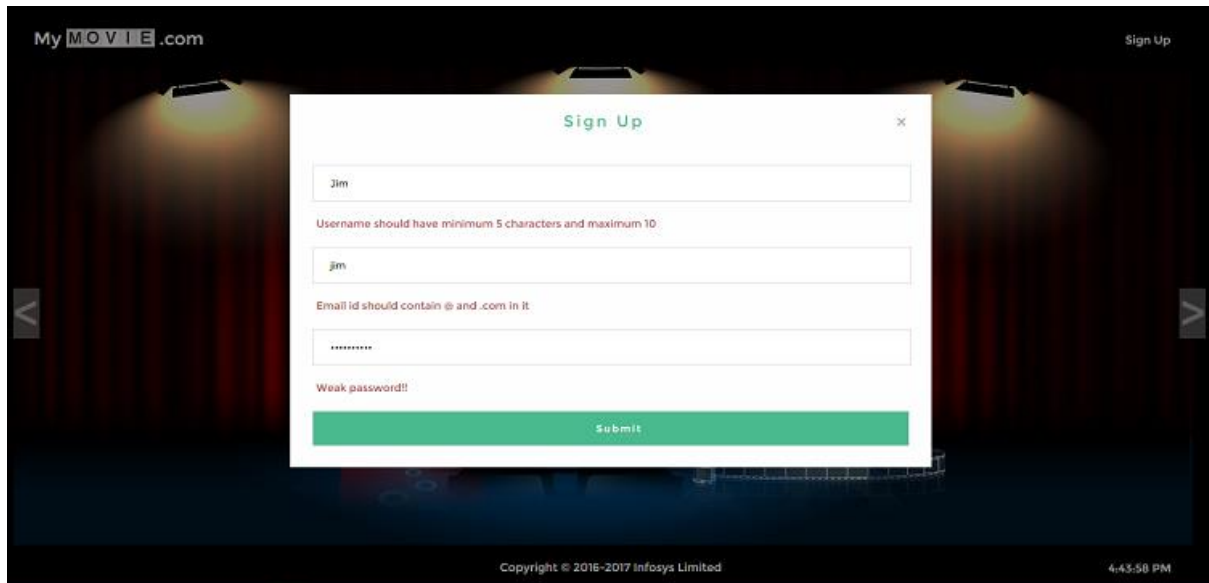 My MOVIE .com
Sign Up
Sign Up
×
Jim
Username should have minimum 5 characters and maximum 10
jim
Email id should contain @ and .com in it
••••••••••
Weak password!!
Submit
<
>
Copyright © 2016-2017 Infosys Limited
4:43:58 PM